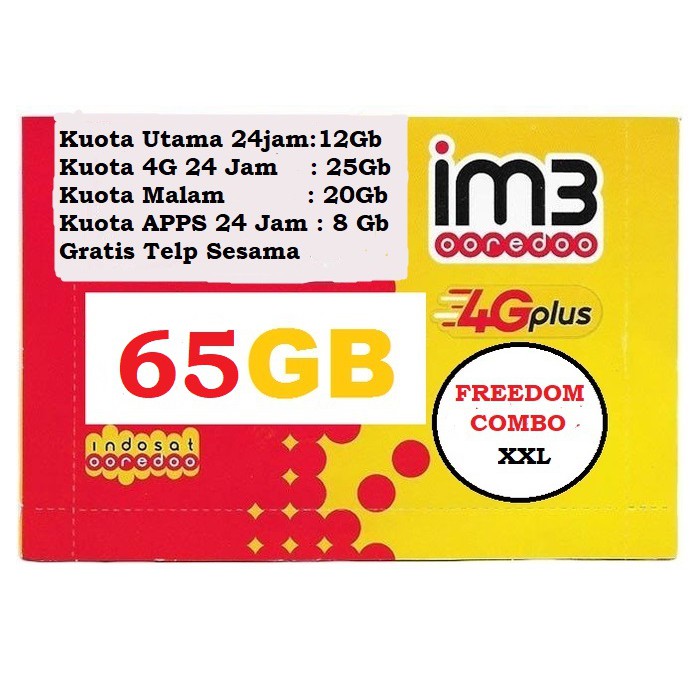 Kuota Utama 24jam:12Gb
Kuota 4G 24 Jam : 25Gb
Kuota Malam : 20Gb
Kuota APPS 24 Jam : 8 Gb
Gratis Telp Sesama
im3
ooredoo
4Gplus
65GB
FREEDOM
COMBO
XXL
indosat
ooredoo